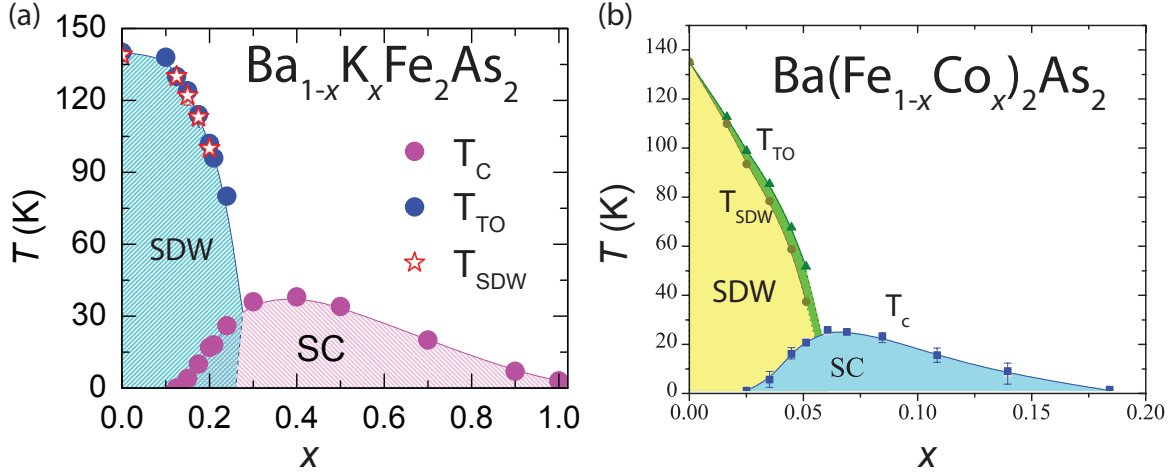 (a)
Ba1-xKxFe2As2
150
120
90
60
30
0
T (K)
TC
TTO
TSDW
SDW
SC
0.0 0.2 0.4 0.6 0.8 1.0
x
(b)
Ba(Fe1-xCox)2As2
140
120
100
80
60
40
20
0
T (K)
TTO
TSDW
SDW
Tc
SC
0.00 0.05 0.10 0.15 0.20
x